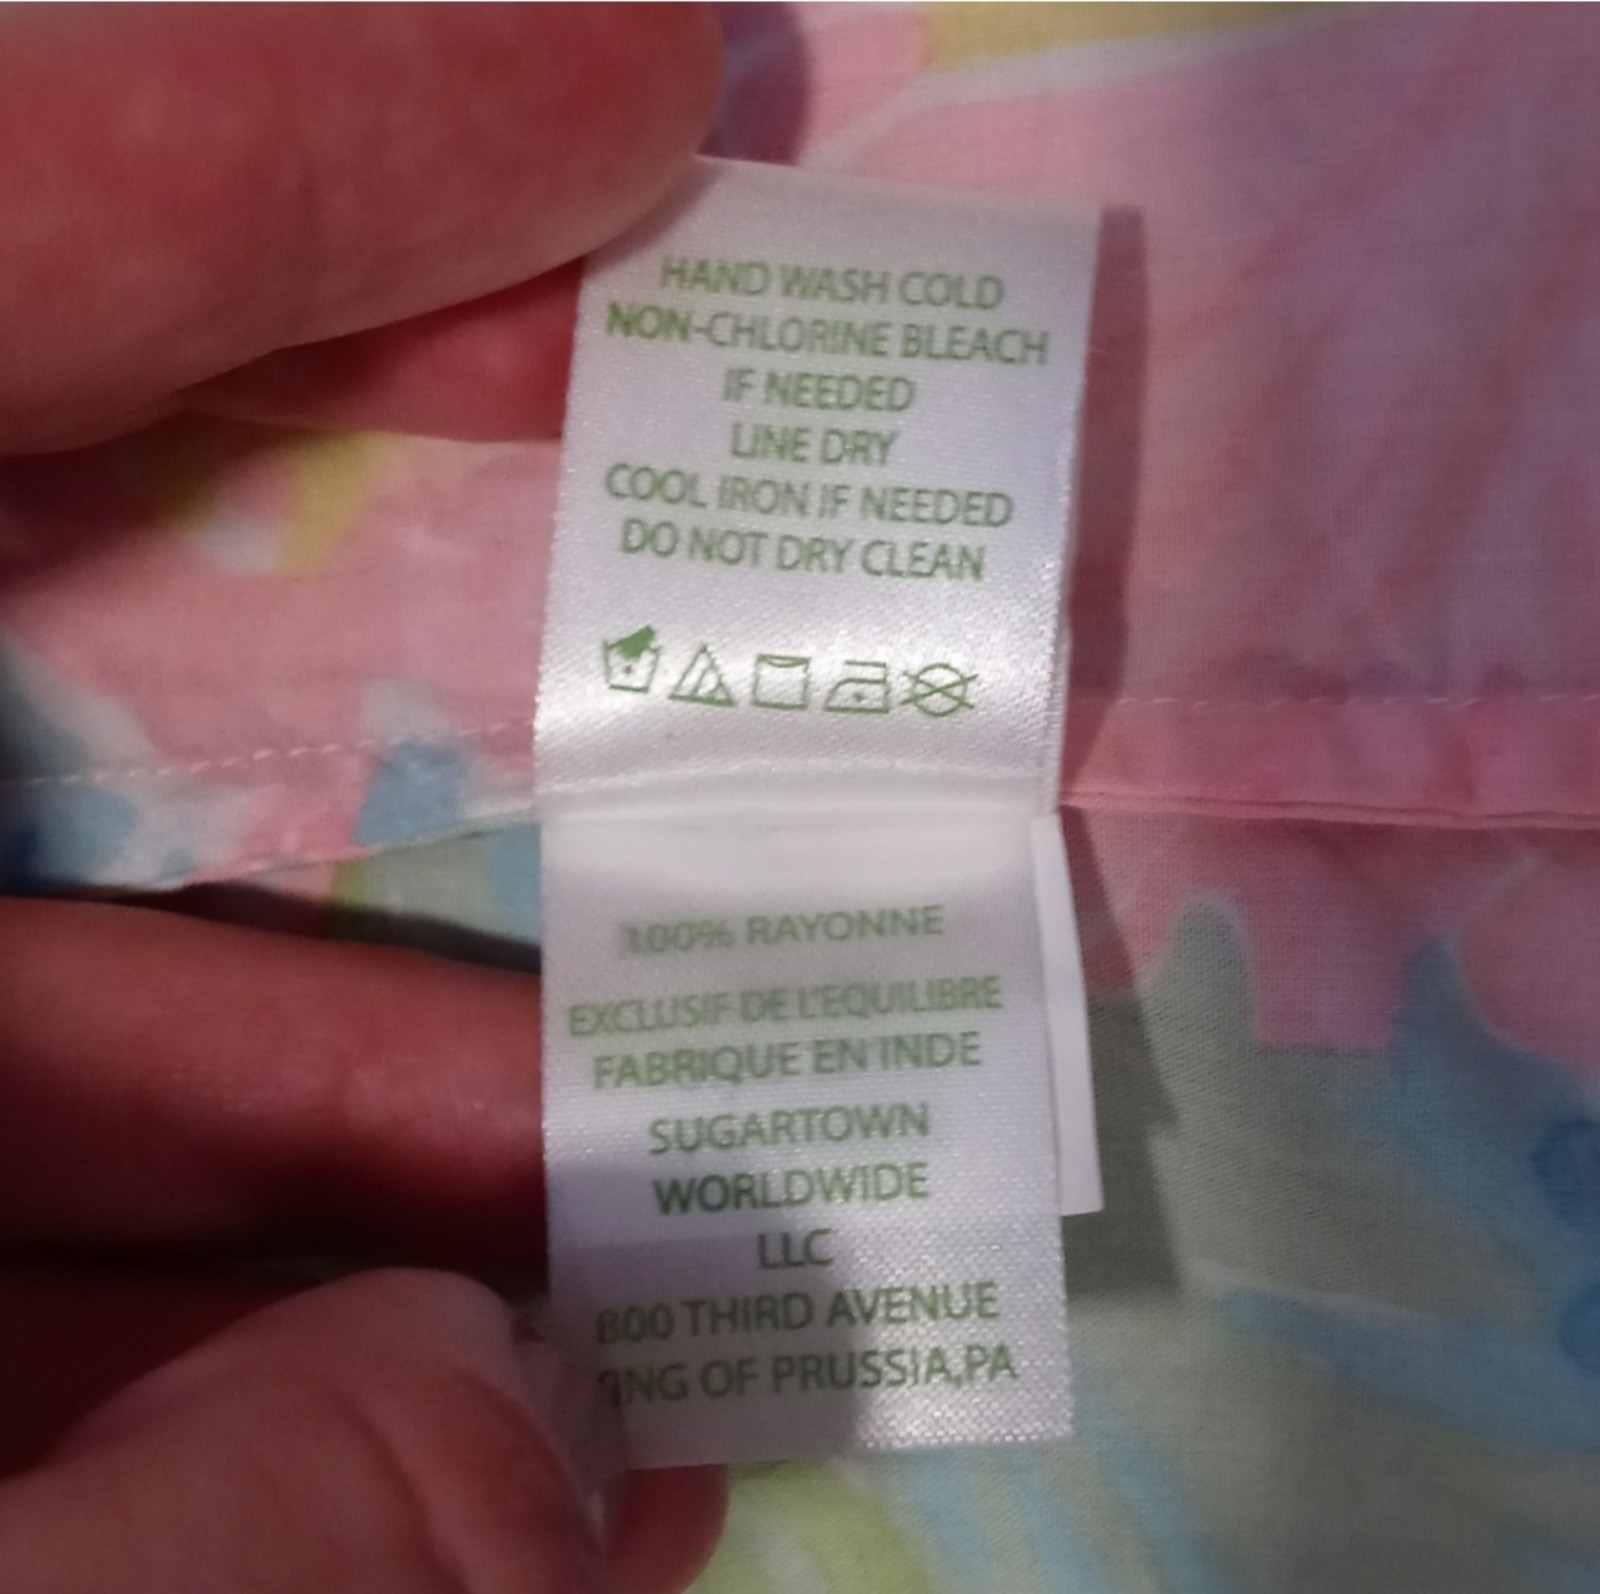 HAND WASH COLD
NON-CHLORINE BLEACH
IF NEEDED
LINE DRY
COOL IRON IF NEEDED
DO NOT DRY CLEAN
100% RAYONNE
EXCLUSIF DE L'EQUILIBRE
FABRIQUE EN INDE
SUGARTOWN
WORLDWIDE
LLC
800 THIRD AVENUE
OF PRUSSIA,PA